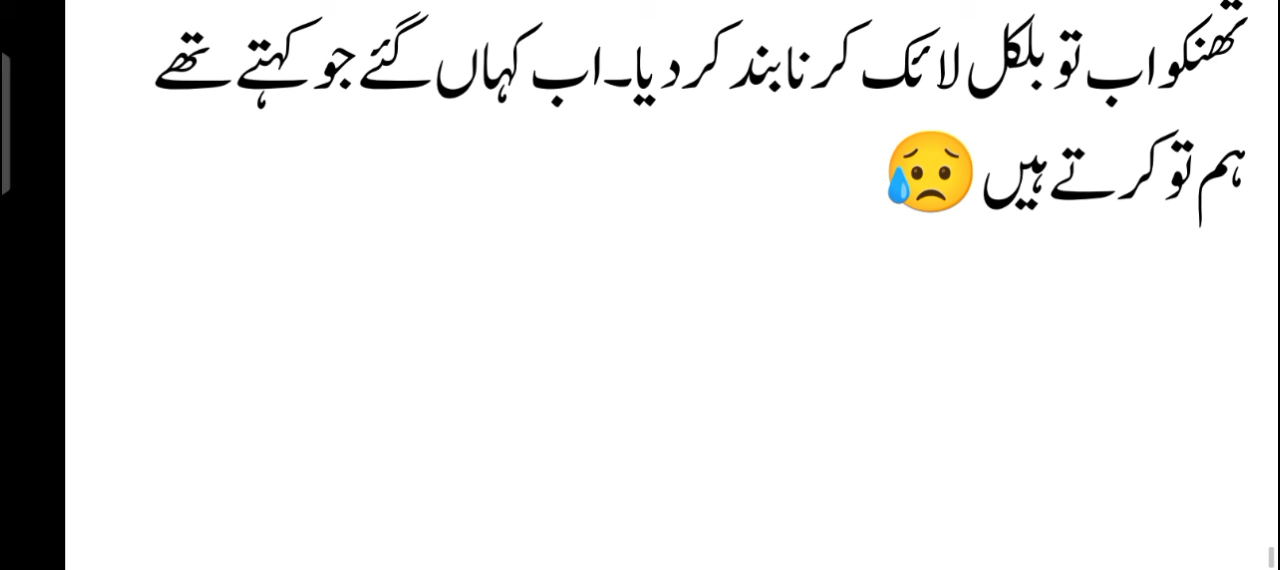 تھنکو اب تو بلکل لائک کرنا بند کر دیا۔ اب کہاں گئے جو کہتے تھے
ہم تو کرتے ہیں 😥